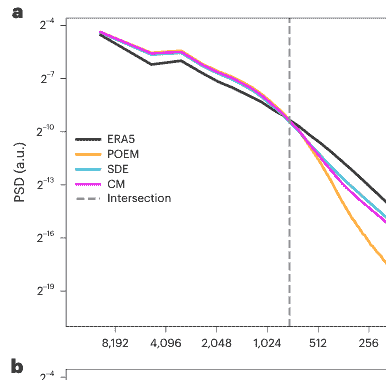 a
2⁻⁴
2⁻⁷
2⁻¹⁰
2⁻¹³
2⁻¹⁶
2⁻¹⁹
PSD (a.u.)
ERA5
POEM
SDE
CM
Intersection
8,192 4,096 2,048 1,024 512 256
b
2⁻⁴